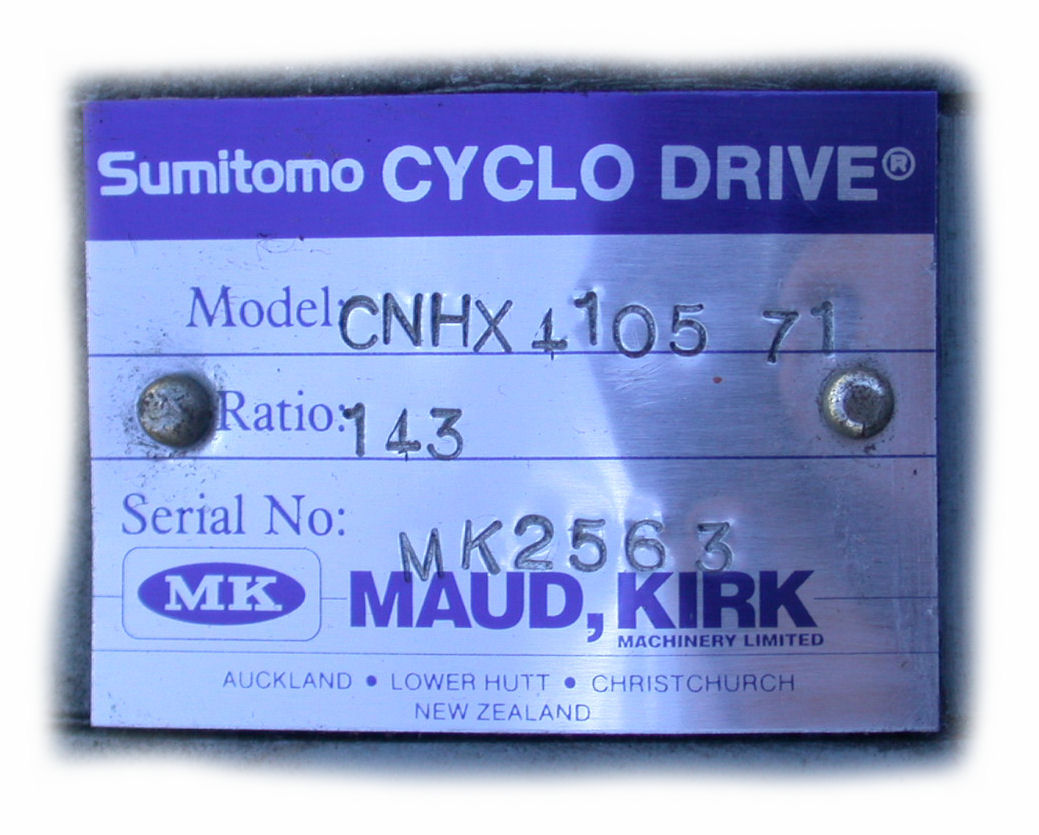 Sumitomo CYCLO DRIVE®
Model: CNHX 4105 71
Ratio: 143
Serial No: MK2563
MK MAUD, KIRK
MACHINERY LIMITED
AUCKLAND • LOWER HUTT • CHRISTCHURCH
NEW ZEALAND